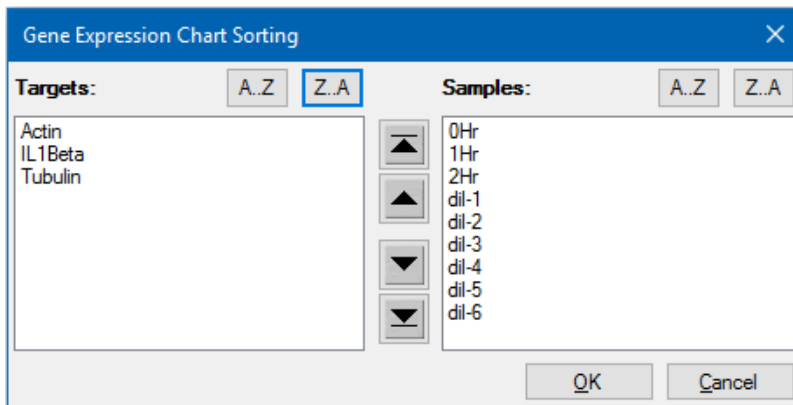 Gene Expression Chart Sorting
Targets: A..Z Z..A Samples: A..Z Z..A
Actin
IL1Beta
Tubulin
0Hr
1Hr
2Hr
dil-1
dil-2
dil-3
dil-4
dil-5
dil-6
OK Cancel